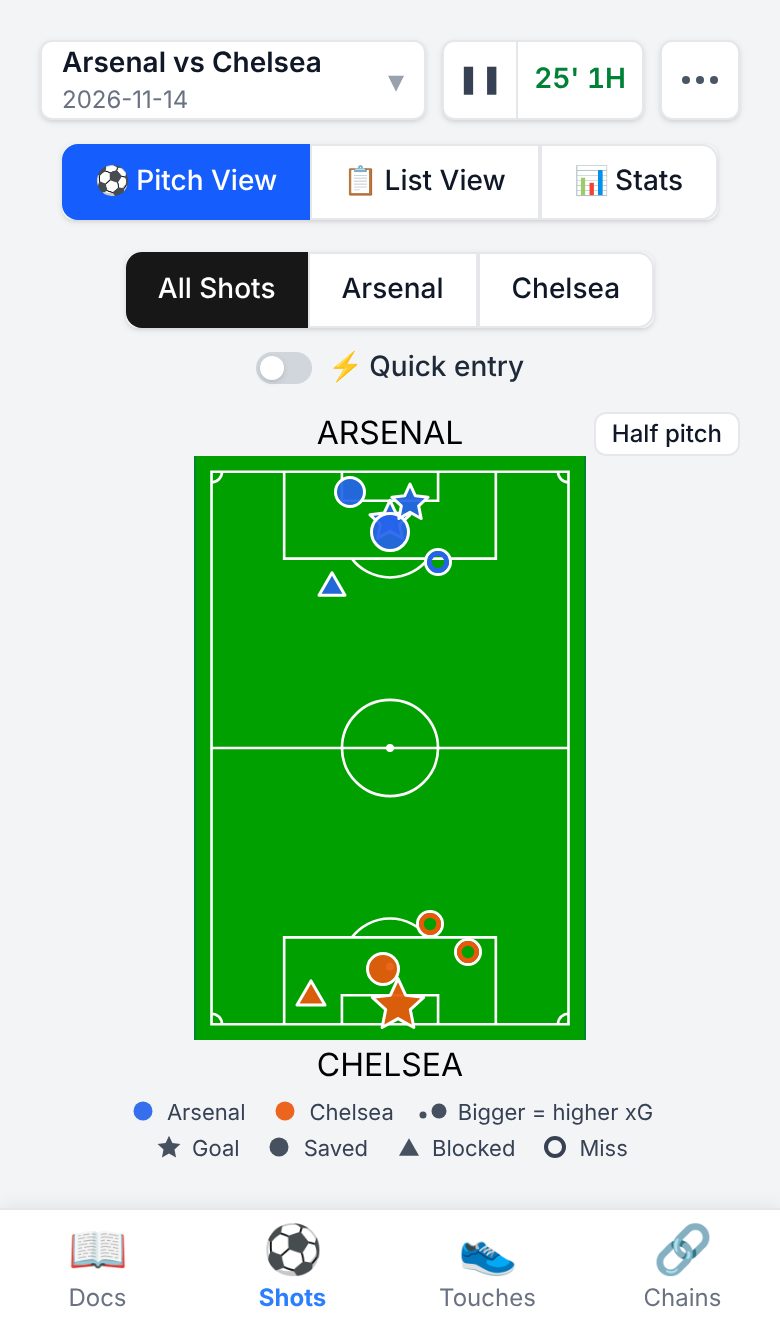 Arsenal vs Chelsea
2026-11-14
25' 1H
Pitch View
List View
Stats
All Shots
Arsenal
Chelsea
Quick entry
ARSENAL
Half pitch
CHELSEA
Arsenal
Chelsea
Bigger = higher xG
Goal
Saved
Blocked
Miss
Docs
Shots
Touches
Chains